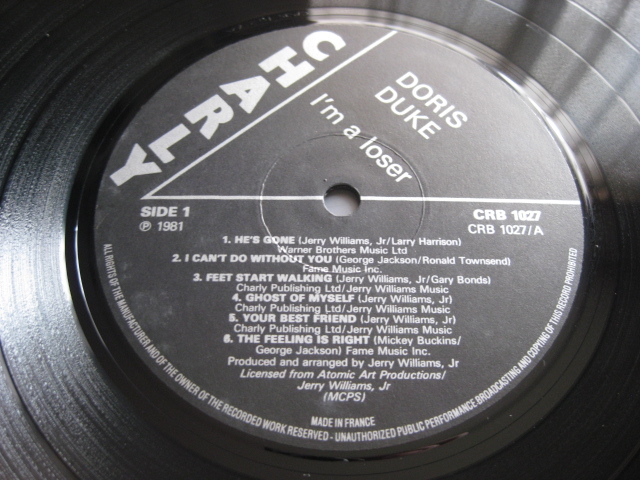 CHARLY
DORIS
DUKE
I'm a loser
SIDE 1
℗ 1981
CRB 1027
CRB 1027/A
1. HE'S GONE (Jerry Williams, Jr/Larry Harrison)
Warner Brothers Music Ltd
2. I CAN'T DO WITHOUT YOU (George Jackson/Ronald Townsend)
Fame Music Inc.
3. FEET START WALKING (Jerry Williams, Jr/Gary Bonds)
Charly Publishing Ltd/Jerry Williams Music
4. GHOST OF MYSELF (Jerry Williams, Jr)
Charly Publishing Ltd/Jerry Williams Music
5. YOUR BEST FRIEND (Jerry Williams, Jr)
Charly Publishing Ltd/Jerry Williams Music
6. THE FEELING IS RIGHT (Mickey Buckins/
George Jackson) Fame Music Inc.
Produced and arranged by Jerry Williams, Jr
Licensed from Atomic Art Productions/
Jerry Williams, Jr
(MCPS)
MADE IN FRANCE
ALL RIGHTS OF THE MANUFACTURER AND OF THE OWNER OF THE RECORDED WORK RESERVED - UNAUTHORIZED PUBLIC PERFORMANCE BROADCASTING AND COPYING OF THIS RECORD PROHIBITED